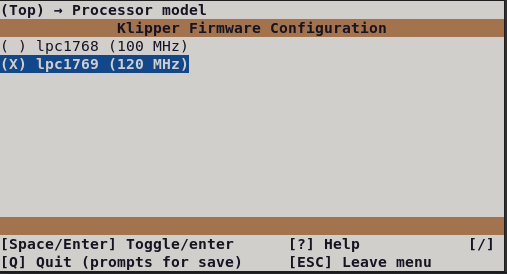 (Top) → Processor model
Klipper Firmware Configuration
( ) lpc1768 (100 MHz)
(X) lpc1769 (120 MHz)
[Space/Enter] Toggle/enter [?] Help [/]
[Q] Quit (prompts for save) [ESC] Leave menu